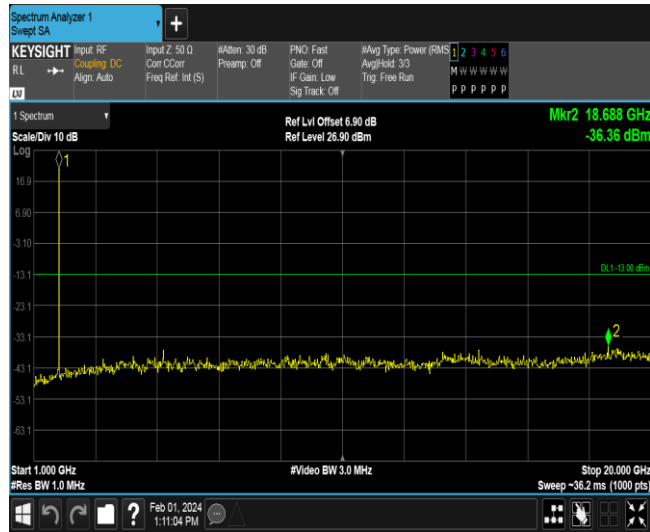 Spectrum Analyzer 1
Swept SA
KEYSIGHT
RL
LXI
Input: RF
Coupling: DC
Align: Auto
Input Z: 50 Ω
Corr CCorr
Freq Ref: Int (S)
#Atten: 30 dB
Preamp: Off
PNO: Fast
Gate: Off
IF Gain: Low
Sig Track: Off
#Avg Type: Power (RMS
Avg|Hold: 3/3
Trig: Free Run
1 2 3 4 5 6
M W W W W W
P P P P P P
1 Spectrum
Scale/Div 10 dB
Ref Lvl Offset 6.90 dB
Ref Level 26.90 dBm
Mkr2 18.688 GHz
-36.36 dBm
Log
1
16.9
6.90
-3.10
-13.1
DL1 -13.00 dBm
-23.1
-33.1
2
-43.1
-53.1
-63.1
Start 1.000 GHz
#Video BW 3.0 MHz
Stop 20.000 GHz
#Res BW 1.0 MHz
Sweep ~36.2 ms (1000 pts)
?
Feb 01, 2024
1:11:04 PM